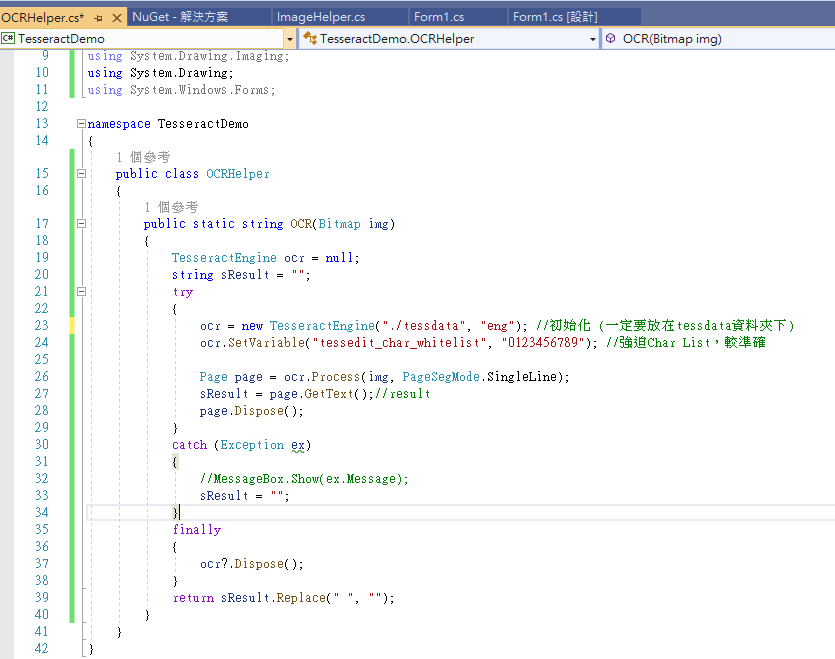 OCRHelper.cs* NuGet - 解決方案 ImageHelper.cs Form1.cs Form1.cs [設計]
C# TesseractDemo TesseractDemo.OCRHelper OCR(Bitmap img)
9 using System.Drawing.Imaging;
10 using System.Drawing;
11 using System.Windows.Forms;
12
13 namespace TesseractDemo
14 {
1 個參考
15 public class OCRHelper
16 {
1 個參考
17 public static string OCR(Bitmap img)
18 {
19 TesseractEngine ocr = null;
20 string sResult = "";
21 try
22 {
23 ocr = new TesseractEngine("./tessdata", "eng"); //初始化 (一定要放在tessdata資料夾下)
24 ocr.SetVariable("tessedit_char_whitelist", "0123456789"); //強迫Char List，較準確
25
26 Page page = ocr.Process(img, PageSegMode.SingleLine);
27 sResult = page.GetText();//result
28 page.Dispose();
29 }
30 catch (Exception ex)
31 {
32 //MessageBox.Show(ex.Message);
33 sResult = "";
34 }
35 finally
36 {
37 ocr?.Dispose();
38 }
39 return sResult.Replace(" ", "");
40 }
41 }
42 }